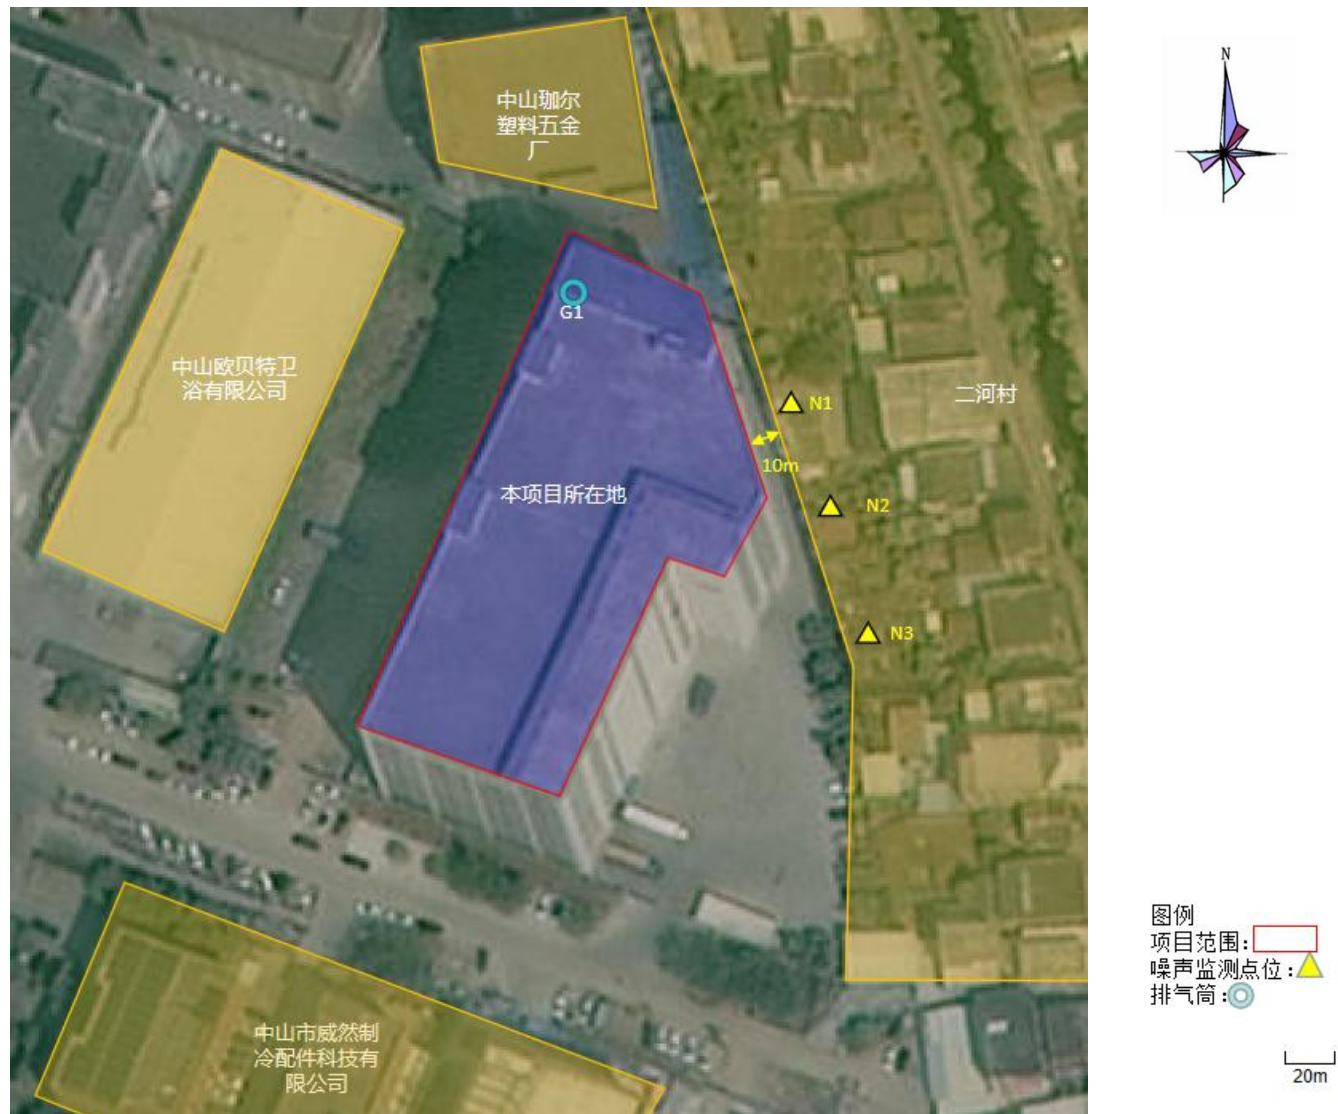 中山珈尔
塑料五金
厂
N
G1
中山欧贝特卫
浴有限公司
二河村
N1
10m
本项目所在地
N2
N3
图例
项目范围：
噪声监测点位：
排气筒：
中山市威然制
冷配件科技有
限公司
20m